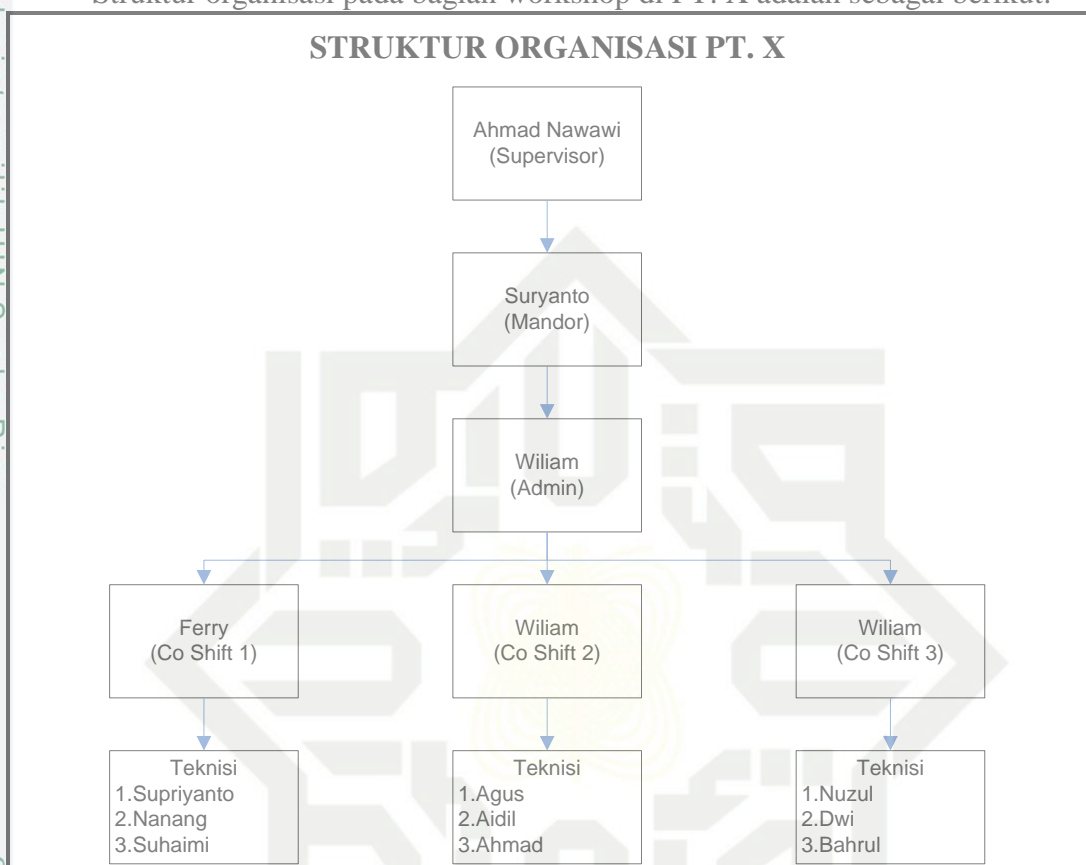 Struktur organisasi pada bagian workshop di PT. X adalah sebagai berikut:
STRUKTUR ORGANISASI PT. X
Ahmad Nawawi
(Supervisor)
Suryanto
(Mandor)
Wiliam
(Admin)
Ferry
(Co Shift 1)
Wiliam
(Co Shift 2)
Wiliam
(Co Shift 3)
Teknisi
1.Supriyanto
2.Nanang
3.Suhaimi
Teknisi
1.Agus
2.Aidil
3.Ahmad
Teknisi
1.Nuzul
2.Dwi
3.Bahrul